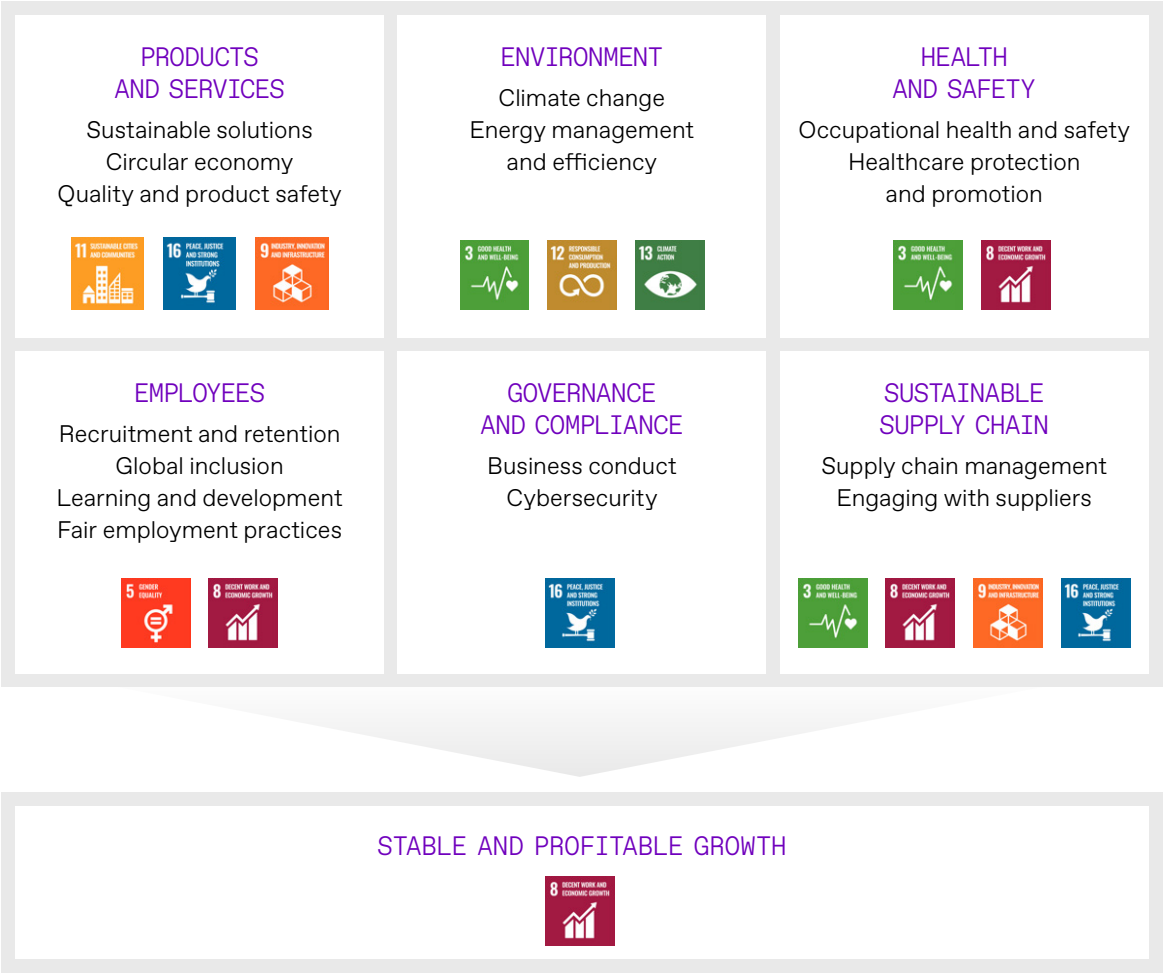 PRODUCTS
AND SERVICES
Sustainable solutions
Circular economy
Quality and product safety
11 SUSTAINABLE CITIES
AND COMMUNITIES
16 PEACE, JUSTICE
AND STRONG
INSTITUTIONS
9 INDUSTRY, INNOVATION
AND INFRASTRUCTURE
ENVIRONMENT
Climate change
Energy management
and efficiency
3 GOOD HEALTH
AND WELL-BEING
12 RESPONSIBLE
CONSUMPTION
AND PRODUCTION
13 CLIMATE
ACTION
HEALTH
AND SAFETY
Occupational health and safety
Healthcare protection
and promotion
3 GOOD HEALTH
AND WELL-BEING
8 DECENT WORK AND
ECONOMIC GROWTH
EMPLOYEES
Recruitment and retention
Global inclusion
Learning and development
Fair employment practices
5 GENDER
EQUALITY
8 DECENT WORK AND
ECONOMIC GROWTH
GOVERNANCE
AND COMPLIANCE
Business conduct
Cybersecurity
16 PEACE, JUSTICE
AND STRONG
INSTITUTIONS
SUSTAINABLE
SUPPLY CHAIN
Supply chain management
Engaging with suppliers
3 GOOD HEALTH
AND WELL-BEING
8 DECENT WORK AND
ECONOMIC GROWTH
9 INDUSTRY, INNOVATION
AND INFRASTRUCTURE
16 PEACE, JUSTICE
AND STRONG
INSTITUTIONS
STABLE AND PROFITABLE GROWTH
8 DECENT WORK AND
ECONOMIC GROWTH